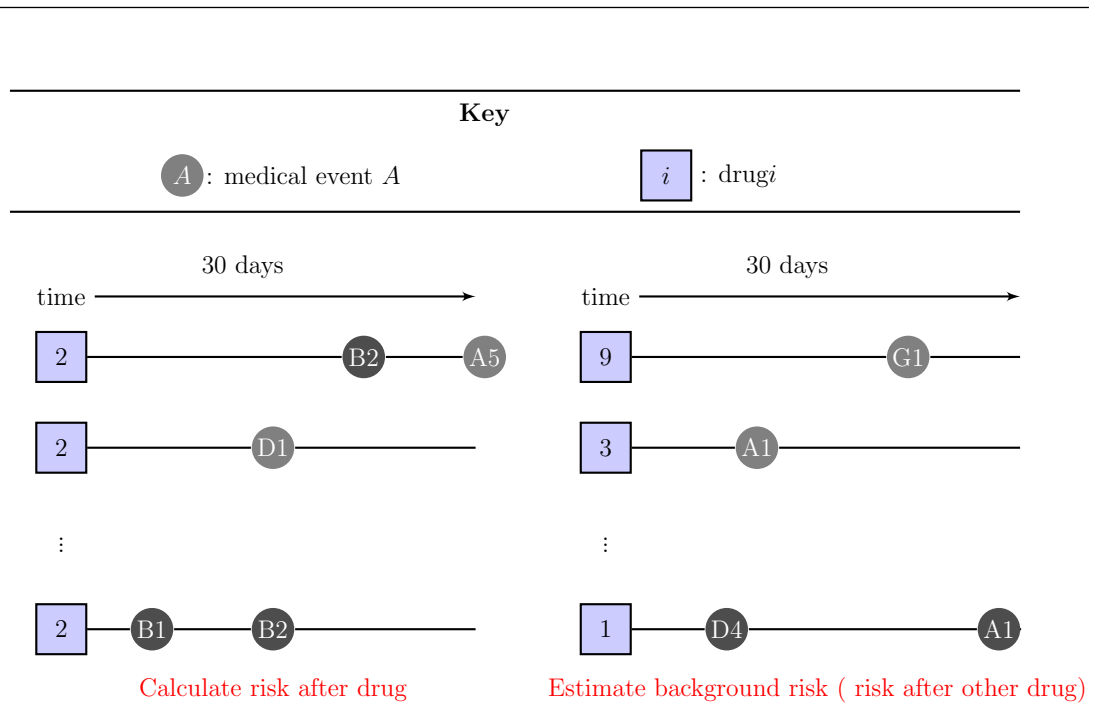 Key
A : medical event A
i : drugi
30 days
time
2 B2 A5
2 D1
⋮
2 B1 B2
Calculate risk after drug
30 days
time
9 G1
3 A1
⋮
1 D4 A1
Estimate background risk ( risk after other drug)